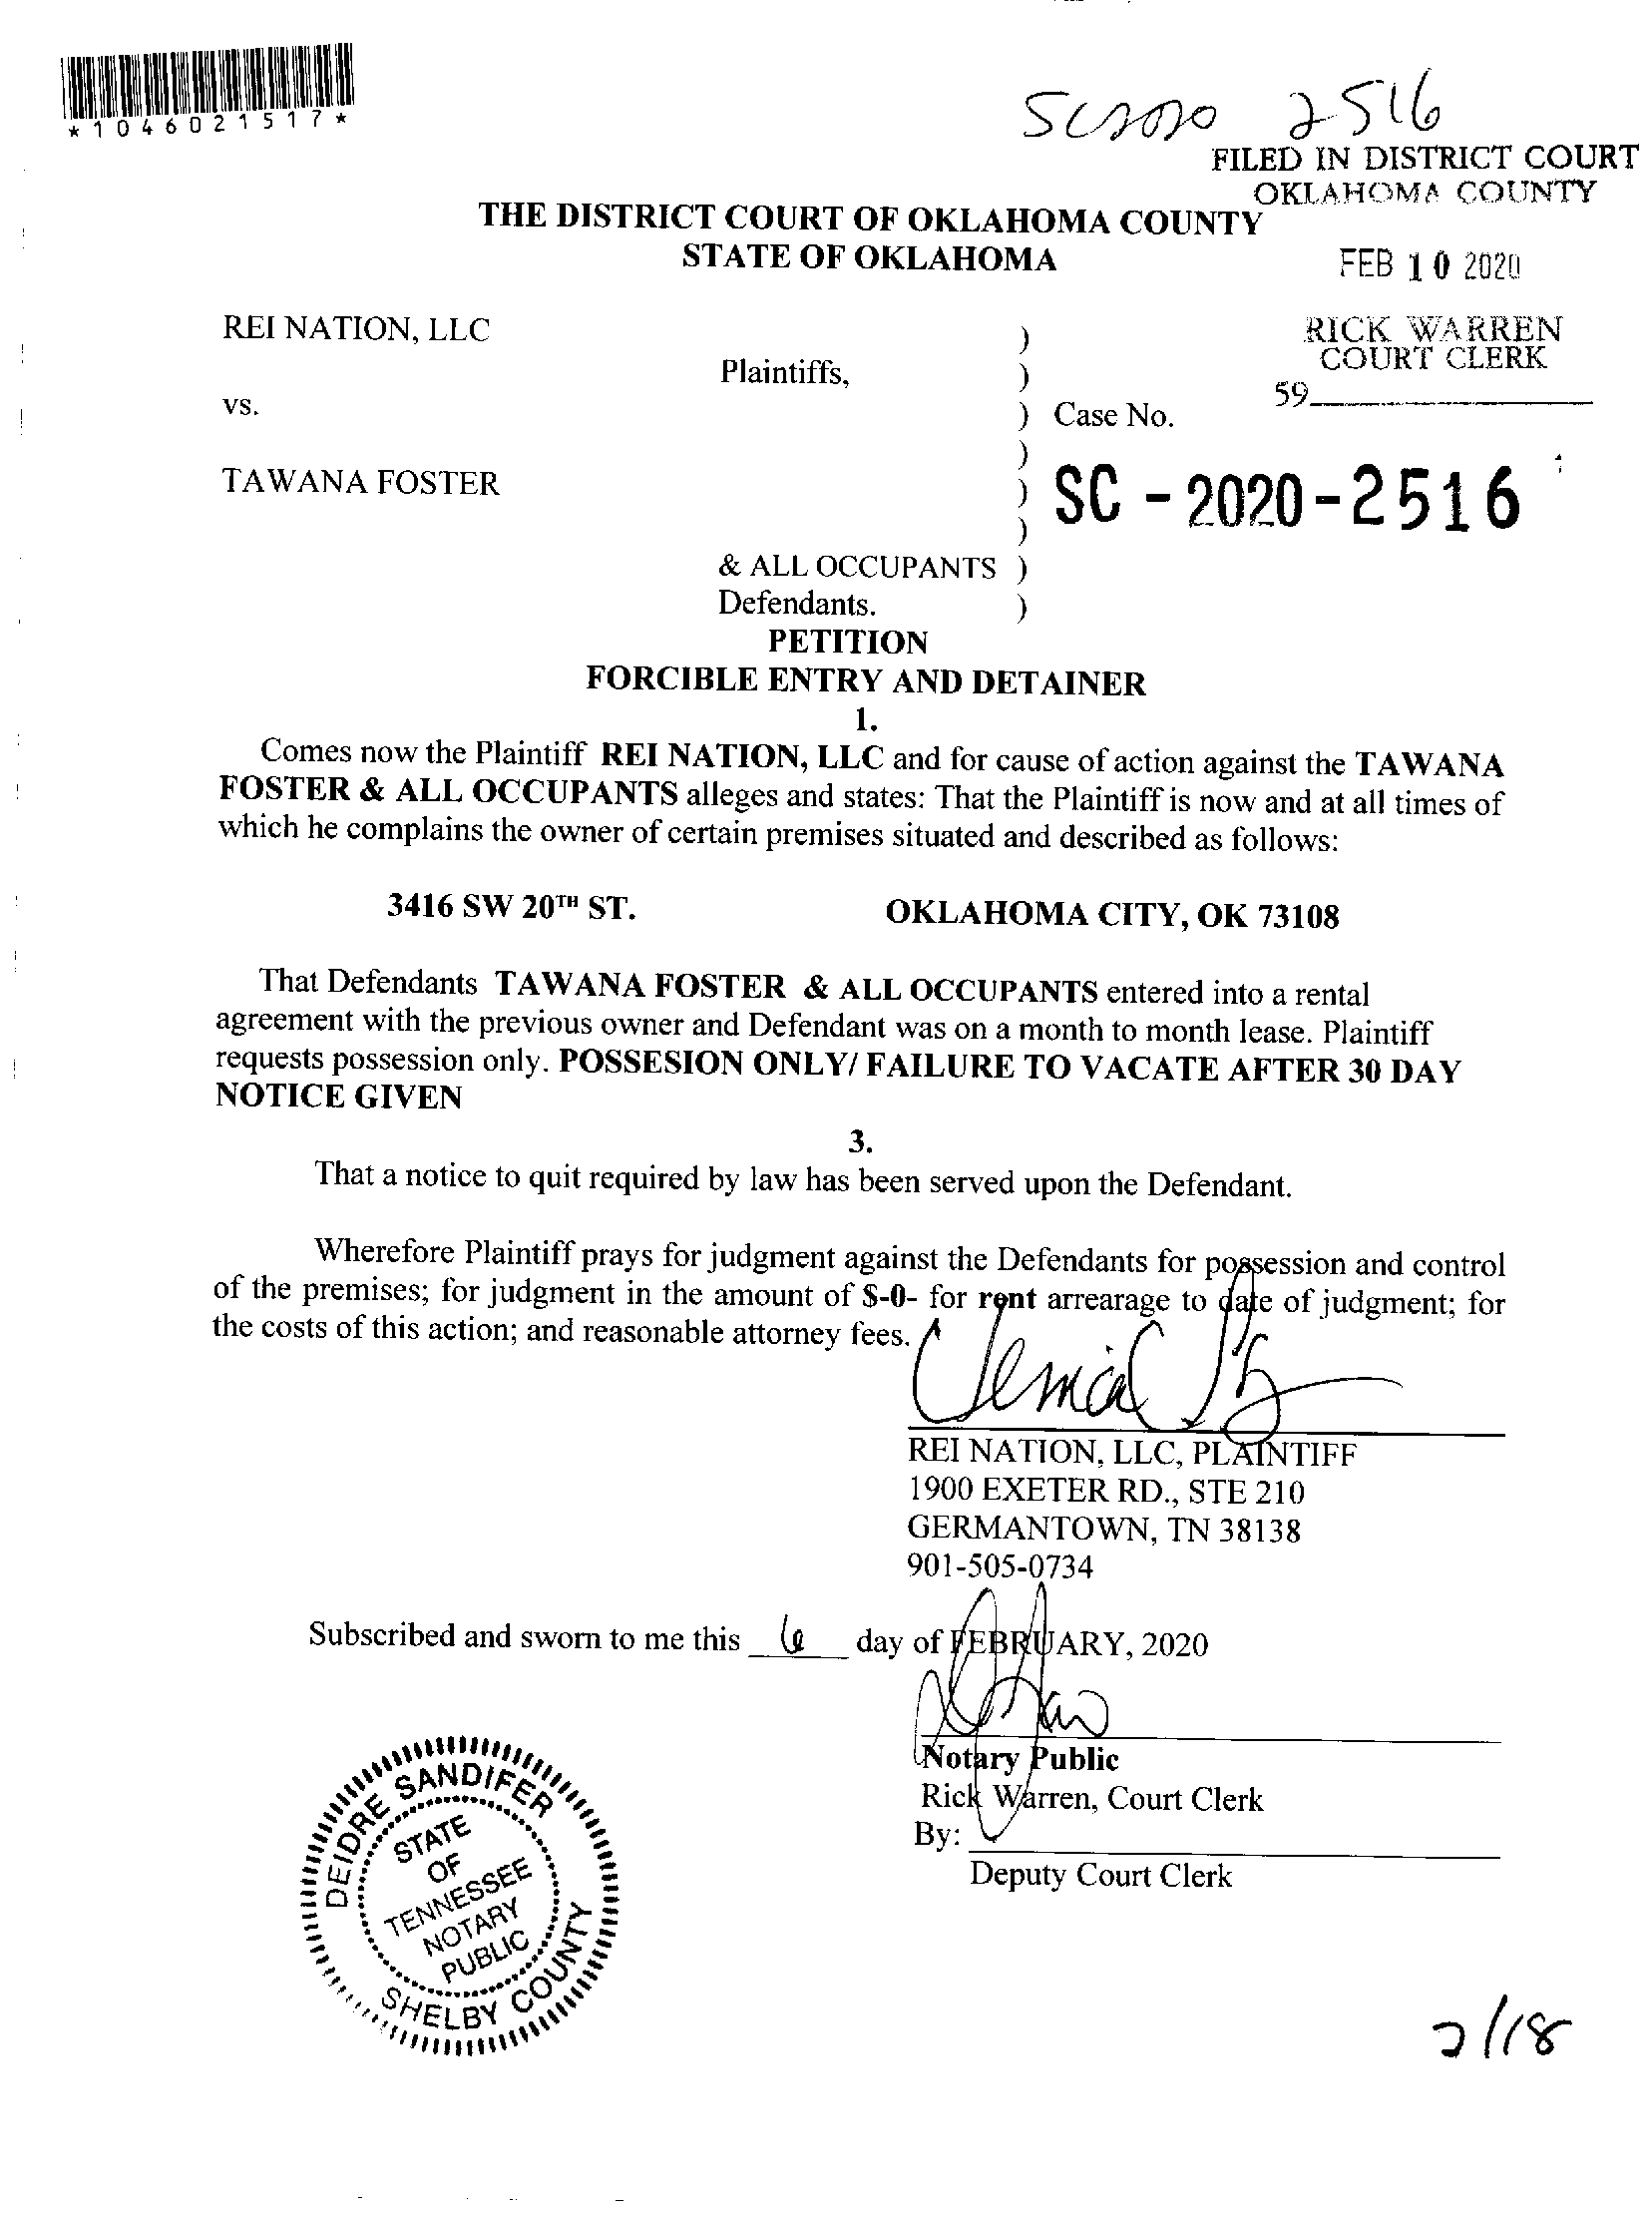 *1046021517*
SC2020 2516
FILED IN DISTRICT COURT
OKLAHOMA COUNTY
THE DISTRICT COURT OF OKLAHOMA COUNTY
STATE OF OKLAHOMA
FEB 10 2020
REI NATION, LLC )
RICK WARREN
COURT CLERK
Plaintiffs, )
59
vs. ) Case No.
)
TAWANA FOSTER ) SC - 2020 - 2516
)
& ALL OCCUPANTS )
Defendants. )
PETITION
FORCIBLE ENTRY AND DETAINER
1.
Comes now the Plaintiff REI NATION, LLC and for cause of action against the TAWANA
FOSTER & ALL OCCUPANTS alleges and states: That the Plaintiff is now and at all times of
which he complains the owner of certain premises situated and described as follows:
3416 SW 20TH ST. OKLAHOMA CITY, OK 73108
That Defendants TAWANA FOSTER & ALL OCCUPANTS entered into a rental
agreement with the previous owner and Defendant was on a month to month lease. Plaintiff
requests possession only. POSSESION ONLY/ FAILURE TO VACATE AFTER 30 DAY
NOTICE GIVEN
3.
That a notice to quit required by law has been served upon the Defendant.
Wherefore Plaintiff prays for judgment against the Defendants for possession and control
of the premises; for judgment in the amount of $-0- for rent arrearage to date of judgment; for
the costs of this action; and reasonable attorney fees.
REI NATION, LLC, PLAINTIFF
1900 EXETER RD., STE 210
GERMANTOWN, TN 38138
901-505-0734
Subscribed and sworn to me this 6 day of FEBRUARY, 2020
Notary Public
Rick Warren, Court Clerk
By:
Deputy Court Clerk
DEIDRE SANDIFER
STATE
OF
TENNESSEE
NOTARY
PUBLIC
SHELBY COUNTY
2/18